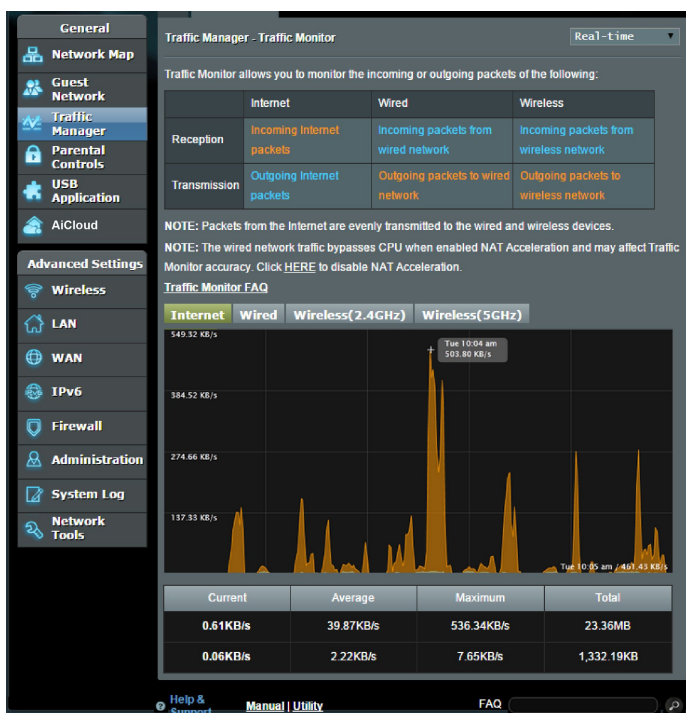 General
Network Map
Guest
Network
Traffic
Manager
Parental
Controls
USB
Application
AiCloud
Advanced Settings
Wireless
LAN
WAN
IPv6
Firewall
Administration
System Log
Network
Tools
Traffic Manager - Traffic Monitor
Real-time
Traffic Monitor allows you to monitor the incoming or outgoing packets of the following:
Internet Wired Wireless
Reception
Incoming Internet
packets
Incoming packets from
wired network
Incoming packets from
wireless network
Transmission
Outgoing Internet
packets
Outgoing packets to wired
network
Outgoing packets to
wireless network
NOTE: Packets from the Internet are evenly transmitted to the wired and wireless devices.
NOTE: The wired network traffic bypasses CPU when enabled NAT Acceleration and may affect Traffic
Monitor accuracy. Click HERE to disable NAT Acceleration.
Traffic Monitor FAQ
Internet Wired Wireless(2.4GHz) Wireless(5GHz)
549.32 KB/s
Tue 10:04 am
503.80 KB/s
384.52 KB/s
274.66 KB/s
137.33 KB/s
Tue 10:05 am / 461.43 KB/s
Current Average Maximum Total
0.61KB/s 39.87KB/s 536.34KB/s 23.36MB
0.06KB/s 2.22KB/s 7.65KB/s 1,332.19KB
Help &
Support
Manual | Utility
FAQ